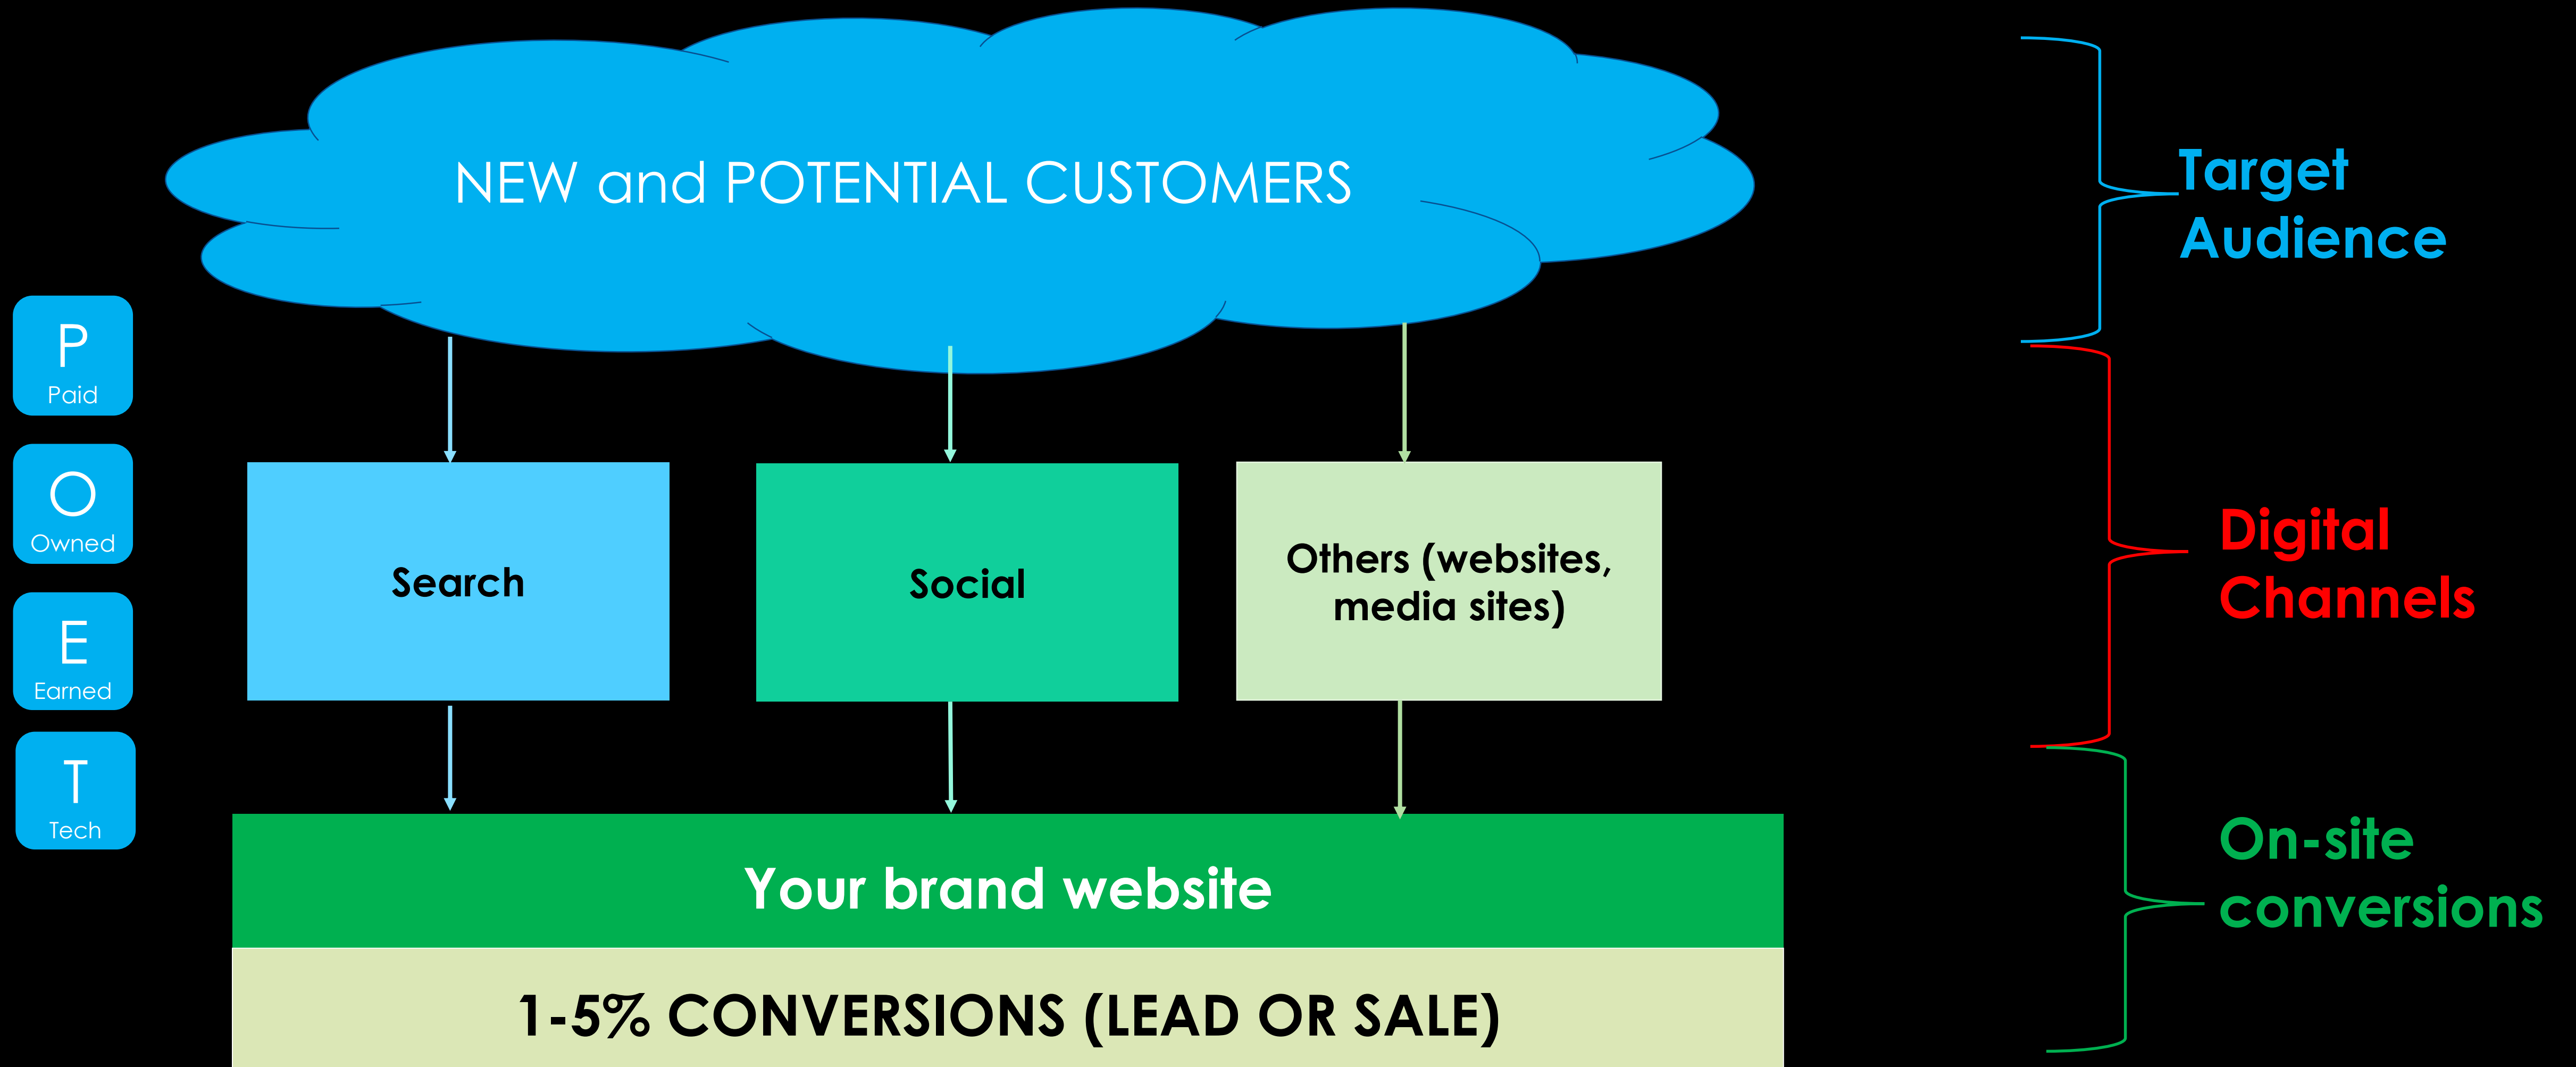 NEW and POTENTIAL CUSTOMERS
Target
Audience
P
Paid
O
Owned
E
Earned
T
Tech
Search
Social
Others (websites,
media sites)
Digital
Channels
Your brand website
1-5% CONVERSIONS (LEAD OR SALE)
On-site
conversions